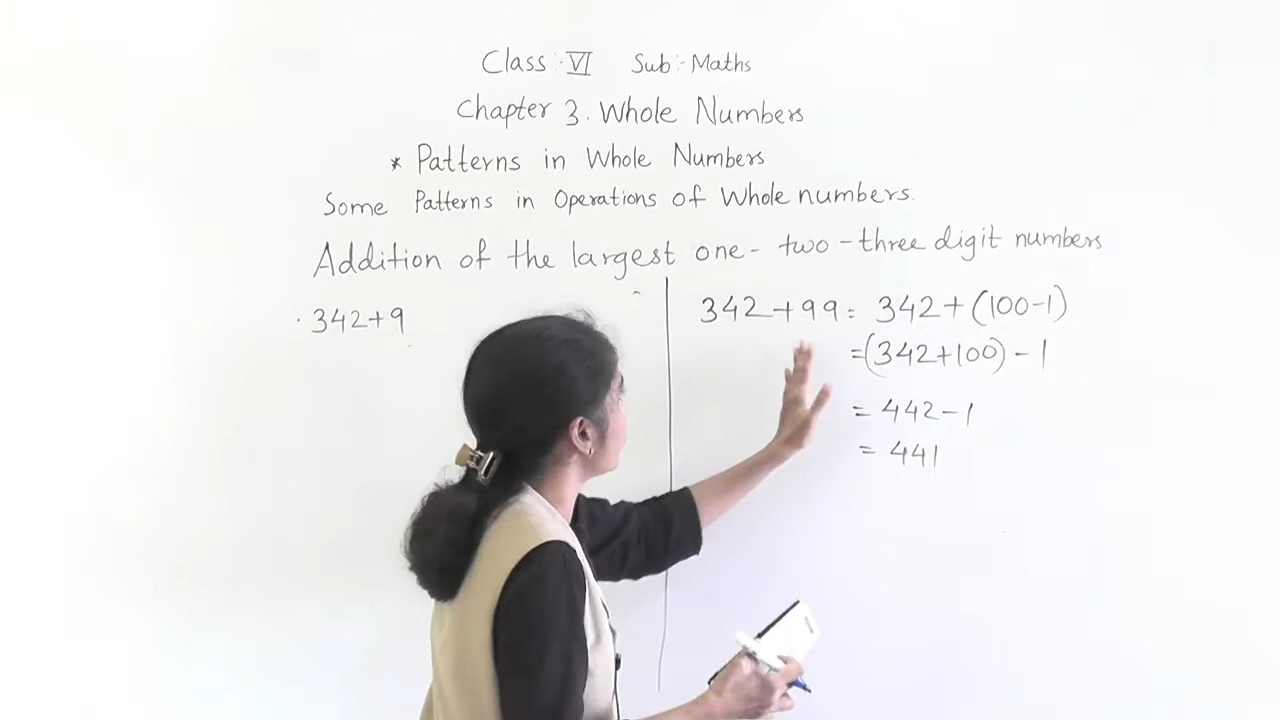 Class :- VI Sub :- Maths
Chapter 3. Whole Numbers
* Patterns in Whole Numbers
Some Patterns in Operations of Whole numbers.
Addition of the largest one - two - three digit numbers
. 342+9
342+99 = 342+(100-1)
=(342+100) - 1
= 442-1
= 441